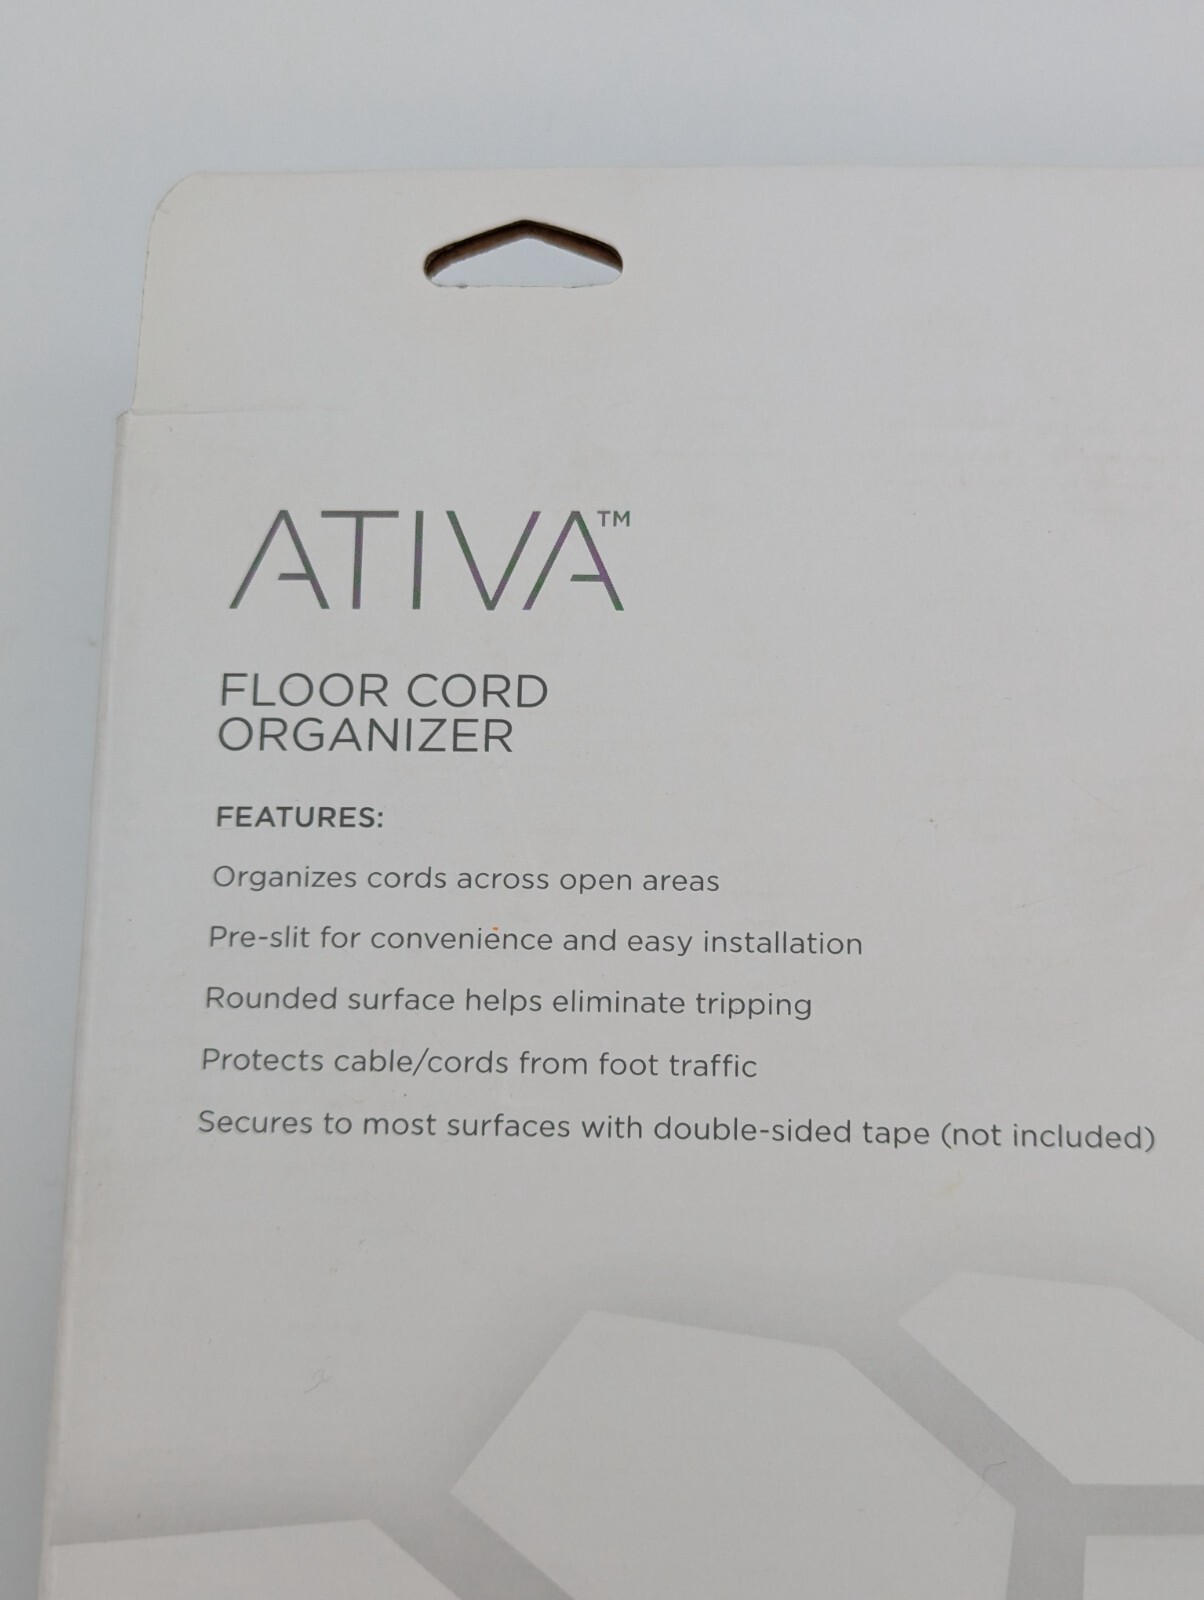 ATIVA™
FLOOR CORD
ORGANIZER
FEATURES:
Organizes cords across open areas
Pre-slit for convenience and easy installation
Rounded surface helps eliminate tripping
Protects cable/cords from foot traffic
Secures to most surfaces with double-sided tape (not included)